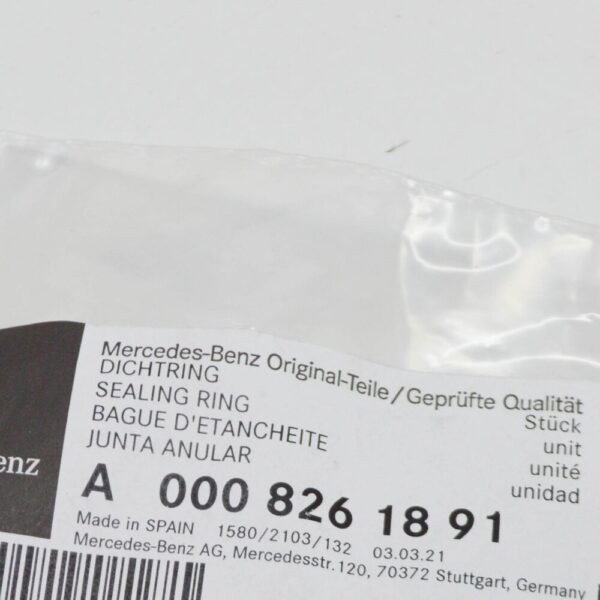 Mercedes-Benz Original-Teile/Geprüfte Qualität
DICHTRING Stück
SEALING RING unit
BAGUE D'ETANCHEITE unité
JUNTA ANULAR unidad
enz
A 000 826 18 91
Made in SPAIN 1580/2103/132 03.03.21
Mercedes-Benz AG, Mercedesstr.120, 70372 Stuttgart, Germany